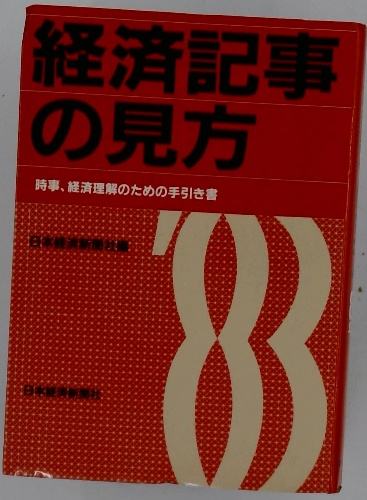 経済記事
の見方
時事、経済理解のための手引き書
日本経済新聞社編
'83
日本経済新聞社